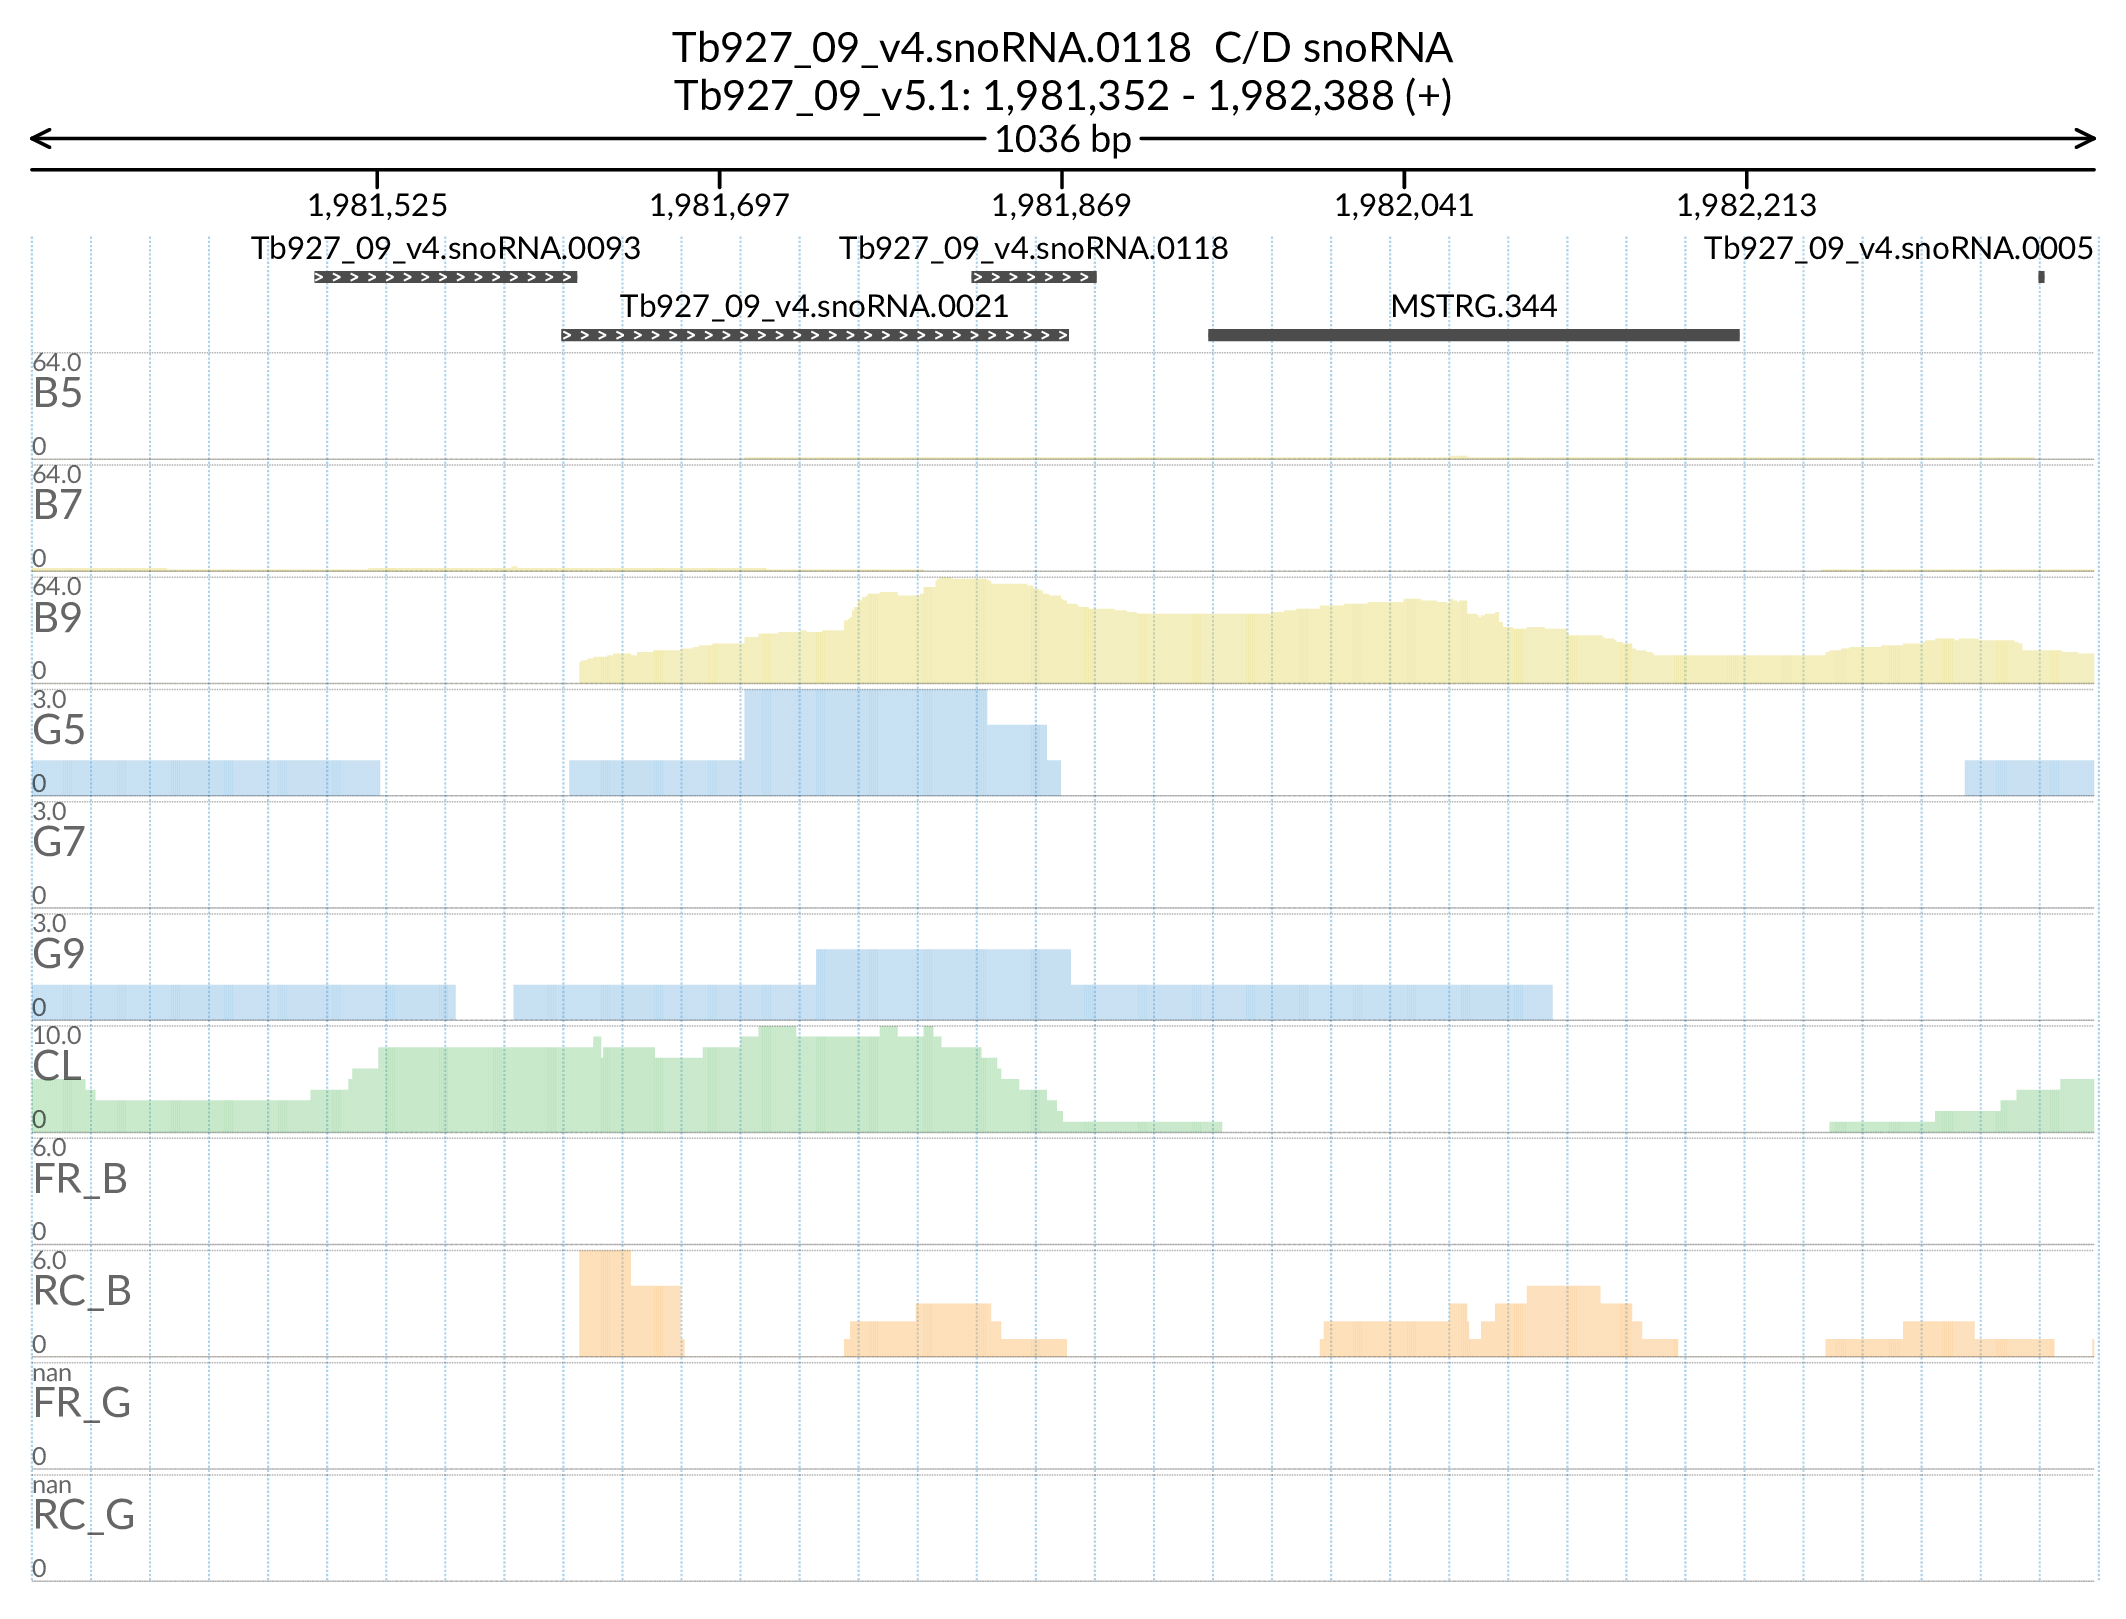 Tb927_09_v4.snoRNA.0118 C/D snoRNA
Tb927_09_v5.1: 1,981,352 - 1,982,388 (+)
1036 bp
1,981,525 1,981,697 1,981,869 1,982,041 1,982,213
Tb927_09_v4.snoRNA.0093 Tb927_09_v4.snoRNA.0118 Tb927_09_v4.snoRNA.0005
Tb927_09_v4.snoRNA.0021 MSTRG.344
64.0
B5
0
64.0
B7
0
64.0
B9
0
3.0
G5
0
3.0
G7
0
3.0
G9
0
10.0
CL
0
6.0
FR_B
0
6.0
RC_B
0
nan
FR_G
0
nan
RC_G
0